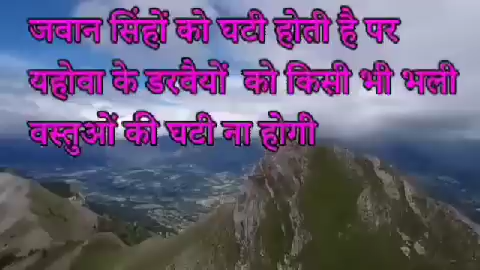 जवान सिंहों को घटी होती है पर
यहोवा के डरवैयों को किसी भी भली
वस्तुओं की घटी ना होगी